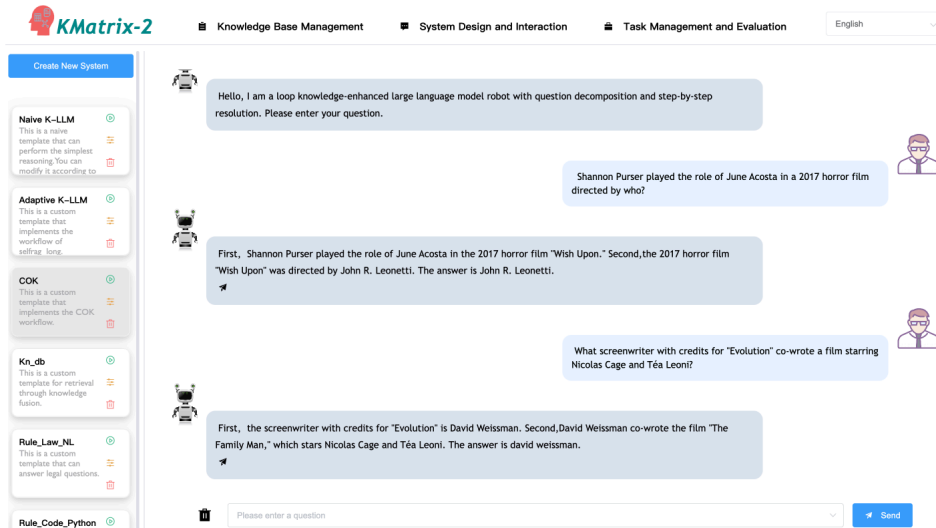 KMatrix-2
Knowledge Base Management
System Design and Interaction
Task Management and Evaluation
English
Create New System
Naive K-LLM
This is a naive
template that can
perform the simplest
reasoning.You can
modify it according to
Adaptive K-LLM
This is a custom
template that
implements the
workflow of
selfrag_long.
COK
This is a custom
template that
implements the COK
workflow.
Kn_db
This is a custom
template for retrieval
through knowledge
fusion.
Rule_Law_NL
This is a custom
template that can
answer legal questions.
Rule_Code_Python
Hello, I am a loop knowledge-enhanced large language model robot with question decomposition and step-by-step
resolution. Please enter your question.
Shannon Purser played the role of June Acosta in a 2017 horror film
directed by who?
First, Shannon Purser played the role of June Acosta in the 2017 horror film "Wish Upon." Second,the 2017 horror film
"Wish Upon" was directed by John R. Leonetti. The answer is John R. Leonetti.
What screenwriter with credits for "Evolution" co-wrote a film starring
Nicolas Cage and Téa Leoni?
First, the screenwriter with credits for "Evolution" is David Weissman. Second,David Weissman co-wrote the film "The
Family Man," which stars Nicolas Cage and Téa Leoni. The answer is david weissman.
Please enter a question
Send